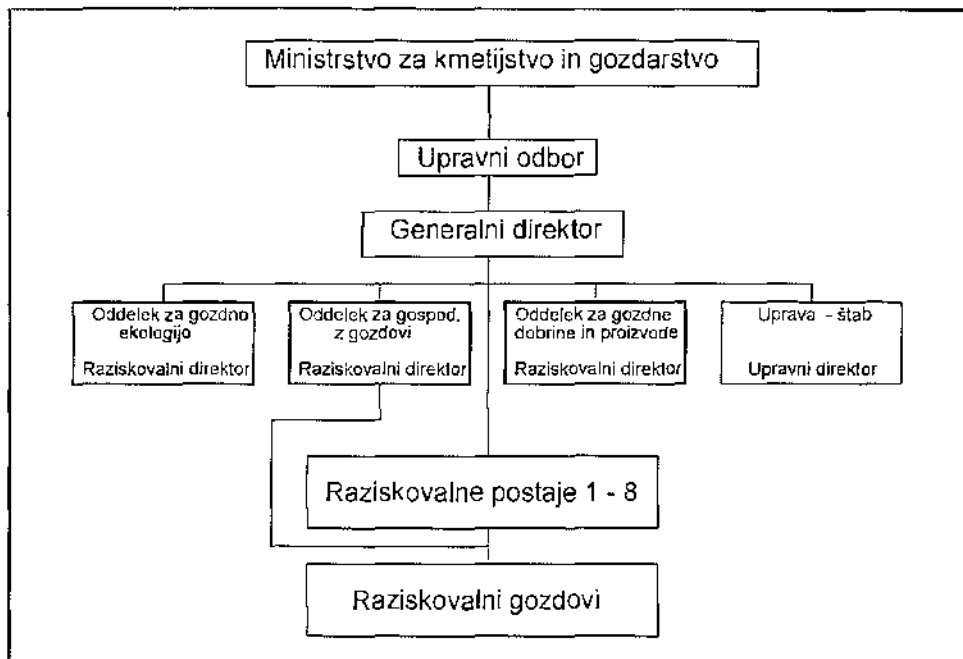 Ministrstvo za kmetijstvo in gozdarstvo
Upravni odbor
Generalni direktor
Oddelek za gozdno
ekologijo
Raziskovalni direktor
Oddelek za gospod.
z gozdovi
Raziskovalni direktor
Oddelek za gozdne
dobrine in proizvode
Raziskovalni direktor
Uprava - štab
Upravni direktor
Raziskovalne postaje 1 - 8
Raziskovalni gozdovi